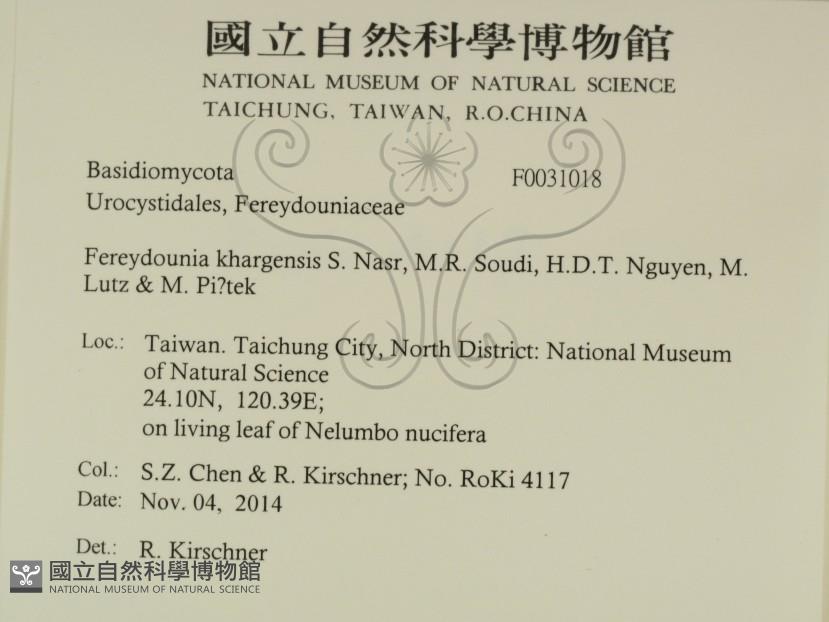 國立自然科學博物館
NATIONAL MUSEUM OF NATURAL SCIENCE
TAICHUNG, TAIWAN, R.O.CHINA
Basidiomycota F0031018
Urocystidales, Fereydouniaceae
Fereydounia khargensis S. Nasr, M.R. Soudi, H.D.T. Nguyen, M.
Lutz & M. Pi?tek
Loc.: Taiwan. Taichung City, North District: National Museum
of Natural Science
24.10N, 120.39E;
on living leaf of Nelumbo nucifera
Col.: S.Z. Chen & R. Kirschner; No. RoKi 4117
Date: Nov. 04, 2014
Det.: R. Kirschner
國立自然科學博物館
NATIONAL MUSEUM OF NATURAL SCIENCE